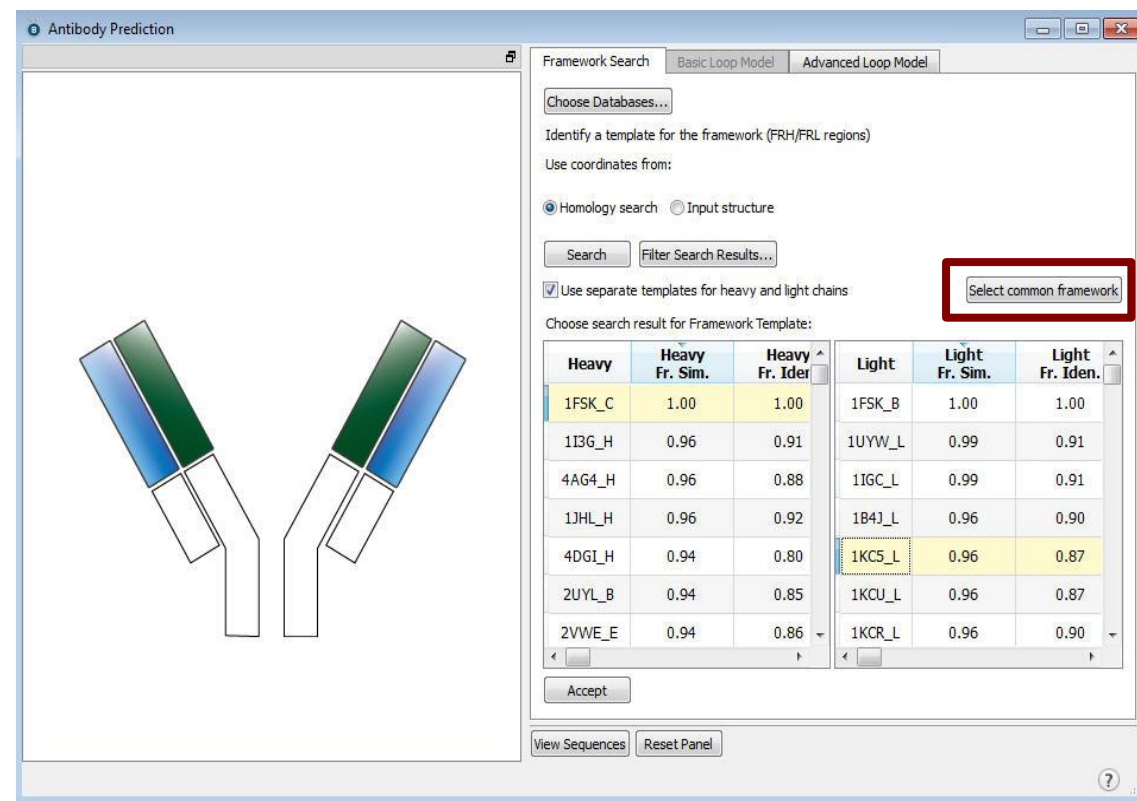 Antibody Prediction
Framework Search Basic Loop Model Advanced Loop Model
Choose Databases...
Identify a template for the framework (FRH/FRL regions)
Use coordinates from:
Homology search Input structure
Search Filter Search Results...
Use separate templates for heavy and light chains Select common framework
Choose search result for Framework Template:
Heavy Heavy Fr. Sim. Heavy Fr. Iden Light Light Fr. Sim. Light Fr. Iden.
1FSK_C 1.00 1.00 1FSK_B 1.00 1.00
1I3G_H 0.96 0.91 1UYW_L 0.99 0.91
4AG4_H 0.96 0.88 1IGC_L 0.99 0.91
1JHL_H 0.96 0.92 1B4J_L 0.96 0.90
4DGI_H 0.94 0.80 1KC5_L 0.96 0.87
2UYL_B 0.94 0.85 1KCU_L 0.96 0.87
2VWE_E 0.94 0.86 1KCR_L 0.96 0.90
Accept
View Sequences Reset Panel
?